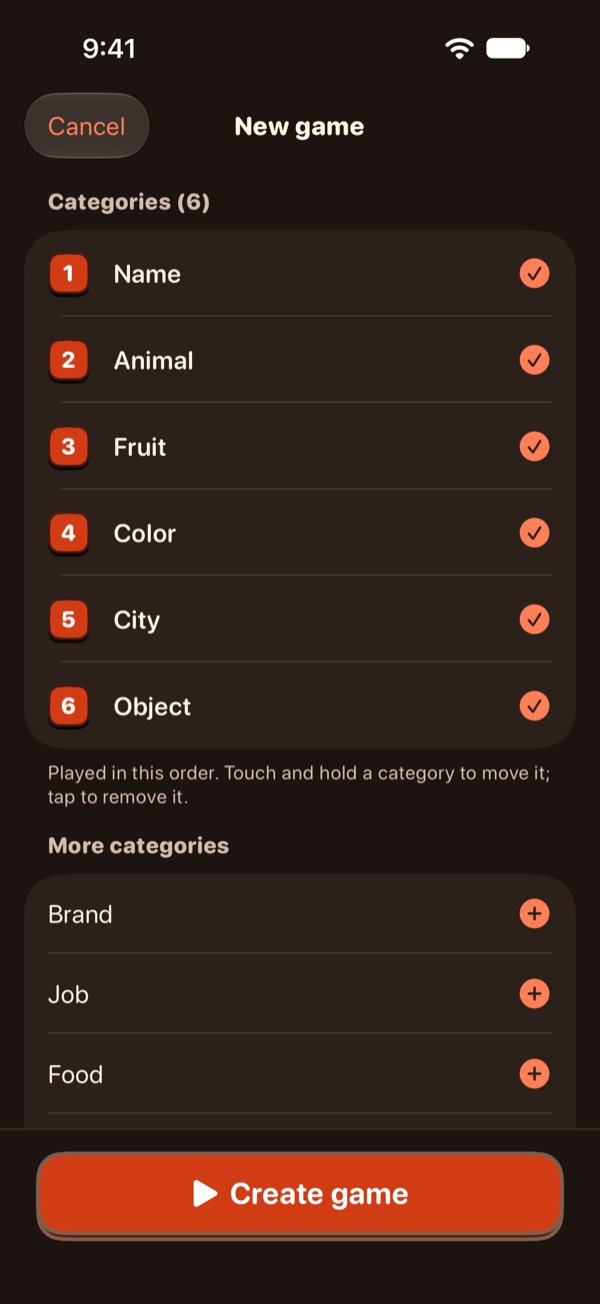 9:41
Cancel
New game
Categories (6)
1 Name
2 Animal
3 Fruit
4 Color
5 City
6 Object
Played in this order. Touch and hold a category to move it;
tap to remove it.
More categories
Brand
Job
Food
Create game